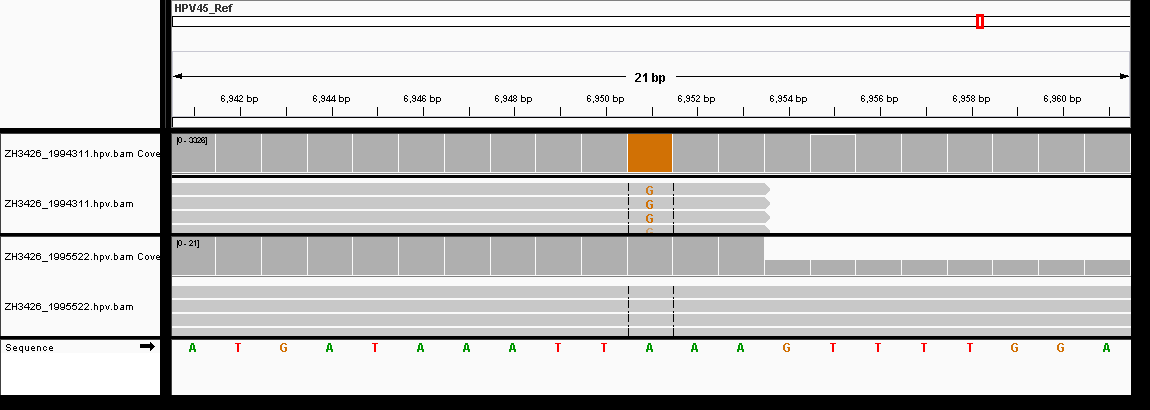 HPV45_Ref
21 bp
6,942 bp 6,944 bp 6,946 bp 6,948 bp 6,950 bp 6,952 bp 6,954 bp 6,956 bp 6,958 bp 6,960 bp
ZH3426_1994311.hpv.bam Cove
[0 - 3326]
ZH3426_1994311.hpv.bam
G
G
G
G
ZH3426_1995522.hpv.bam Cove
[0 - 21]
ZH3426_1995522.hpv.bam
Sequence A T G A T A A A T T A A A G T T T T G G A